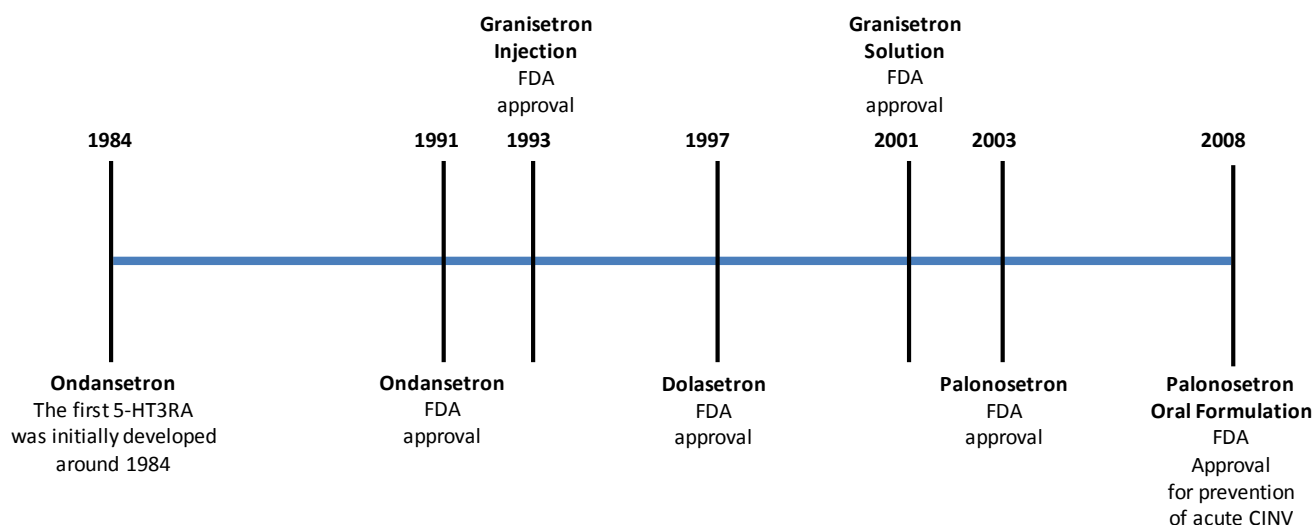 Granisetron
Injection
FDA
approval
Granisetron
Solution
FDA
approval
1984
1991
1993
1997
2001
2003
2008
Ondansetron
The first 5-HT3RA
was initially developed
around 1984
Ondansetron
FDA
approval
Dolasetron
FDA
approval
Palonosetron
FDA
approval
Palonosetron
Oral Formulation
FDA
Approval
for prevention
of acute CINV